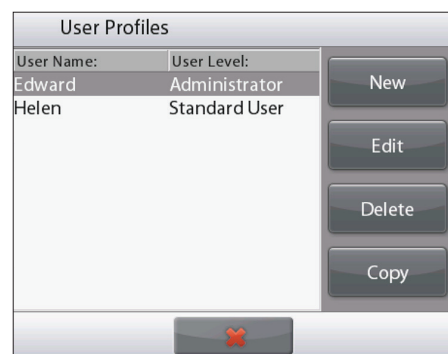 User Profiles
User Name: User Level:
Edward Administrator
Helen Standard User
New
Edit
Delete
Copy